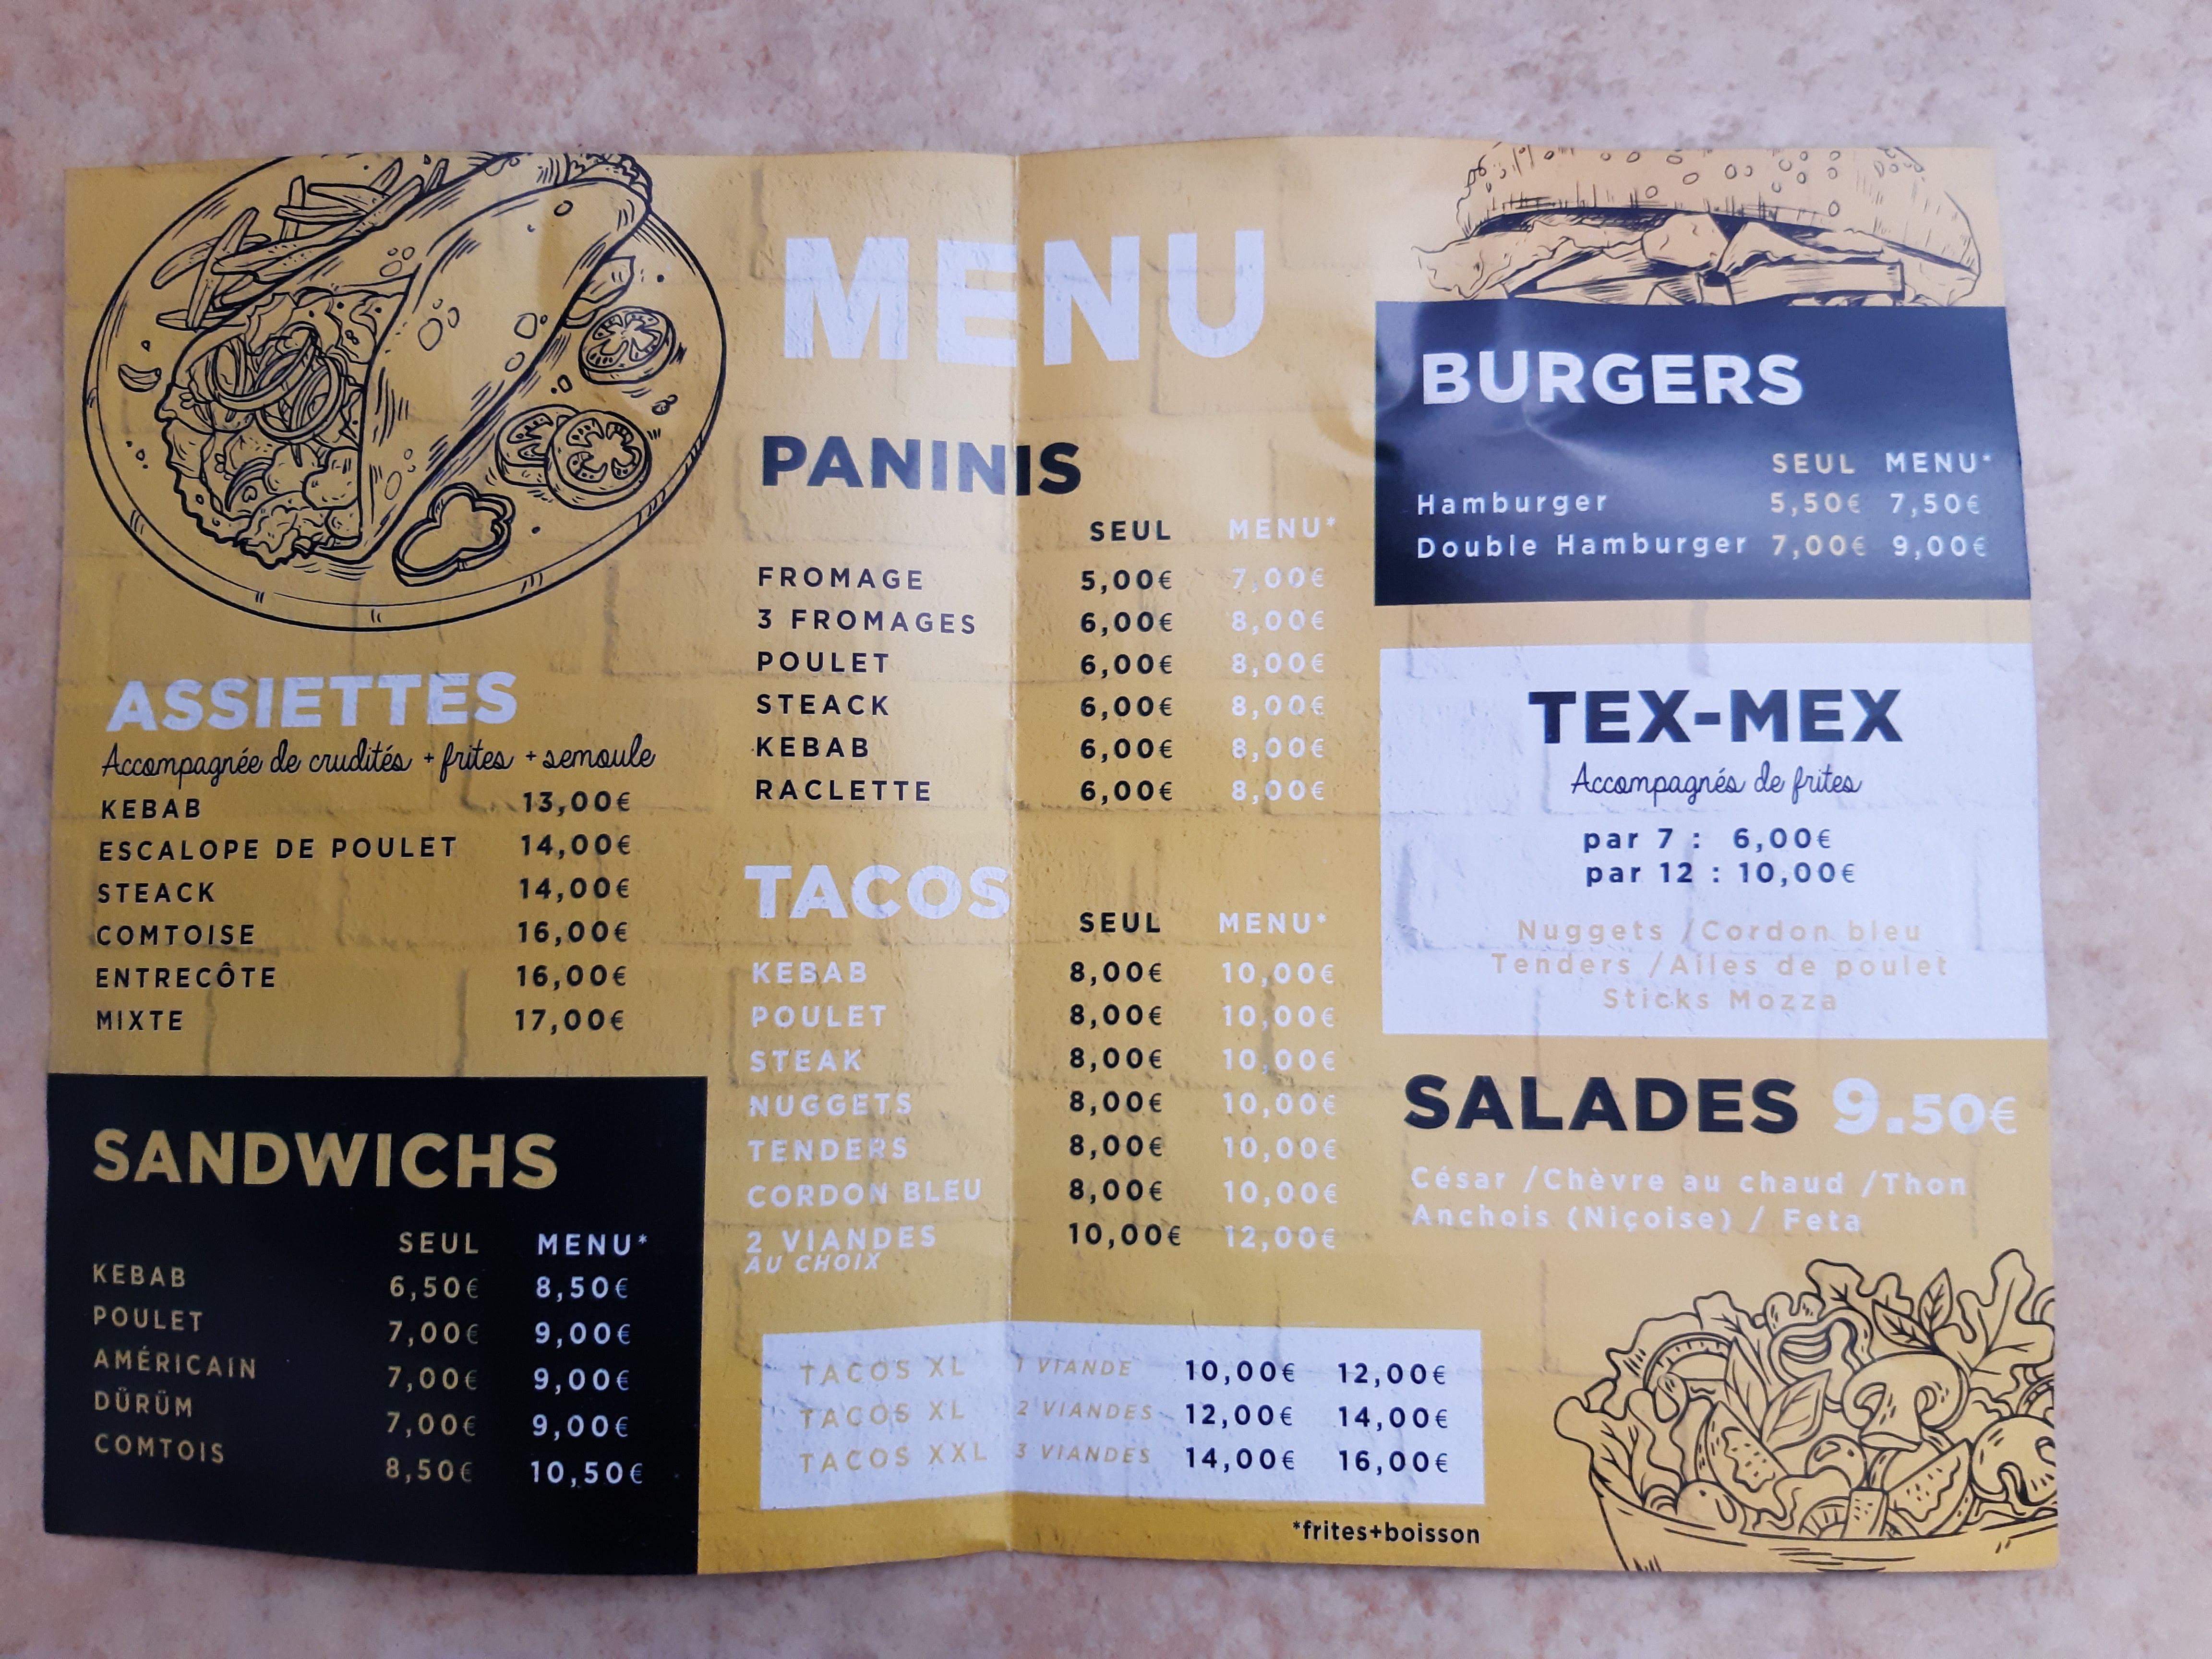 MENU
ASSIETTES
Accompagnée de crudités + frites + semoule
KEBAB 13,00€
ESCALOPE DE POULET 14,00€
STEACK 14,00€
COMTOISE 16,00€
ENTRECÔTE 16,00€
MIXTE 17,00€
SANDWICHS
SEUL MENU*
KEBAB 6,50€ 8,50€
POULET 7,00€ 9,00€
AMÉRICAIN 7,00€ 9,00€
DÜRÜM 7,00€ 9,00€
COMTOIS 8,50€ 10,50€
PANINIS
SEUL MENU*
FROMAGE 5,00€ 7,00€
3 FROMAGES 6,00€ 8,00€
POULET 6,00€ 8,00€
STEACK 6,00€ 8,00€
KEBAB 6,00€ 8,00€
RACLETTE 6,00€ 8,00€
TACOS
SEUL MENU*
KEBAB 8,00€ 10,00€
POULET 8,00€ 10,00€
STEAK 8,00€ 10,00€
NUGGETS 8,00€ 10,00€
TENDERS 8,00€ 10,00€
CORDON BLEU 8,00€ 10,00€
2 VIANDES 10,00€ 12,00€
AU CHOIX
TACOS XL 1 VIANDE 10,00€ 12,00€
TACOS XL 2 VIANDES 12,00€ 14,00€
TACOS XXL 3 VIANDES 14,00€ 16,00€
*frites+boisson
BURGERS
SEUL MENU*
Hamburger 5,50€ 7,50€
Double Hamburger 7,00€ 9,00€
TEX-MEX
Accompagnés de frites
par 7 : 6,00€
par 12 : 10,00€
Nuggets /Cordon bleu
Tenders /Ailes de poulet
Sticks Mozza
SALADES 9.50€
César /Chèvre au chaud /Thon
Anchois (Niçoise) / Feta